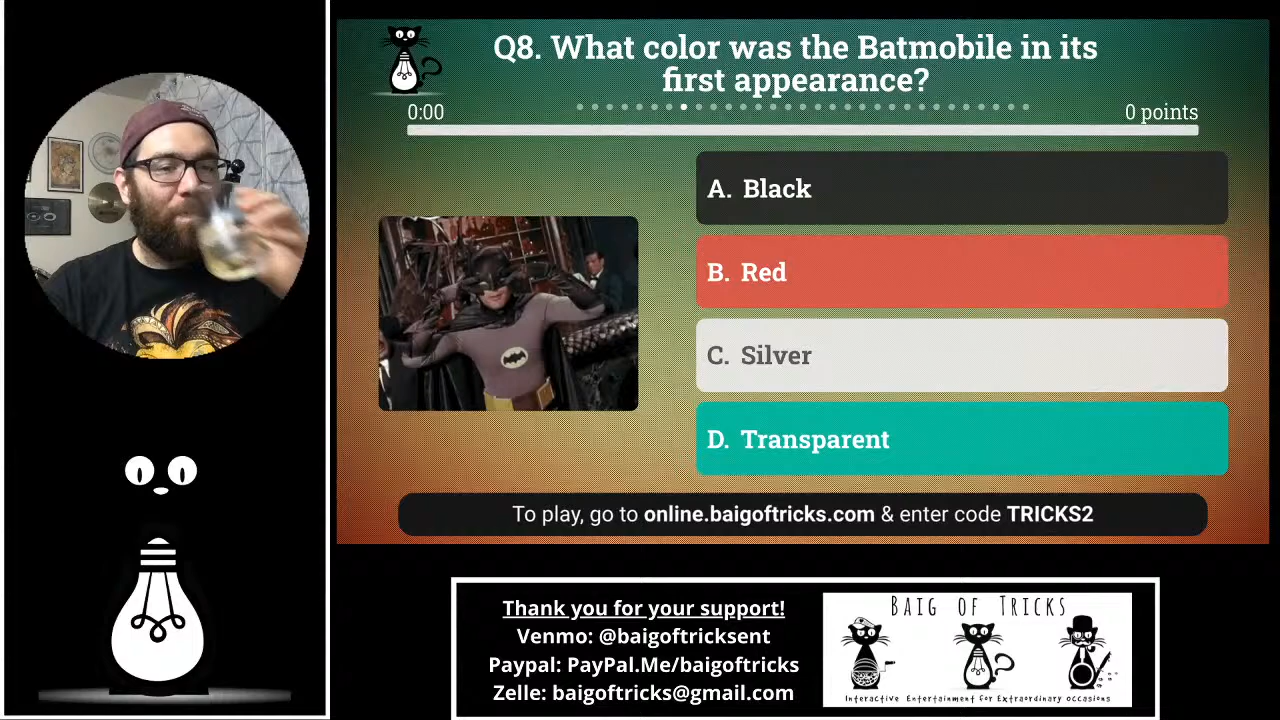 Q8. What color was the Batmobile in its
first appearance?
0:00
0 points
A. Black
B. Red
C. Silver
D. Transparent
To play, go to online.baigoftricks.com & enter code TRICKS2
Thank you for your support!
Venmo: @baigoftricksent
Paypal: PayPal.Me/baigoftricks
Zelle: baigoftricks@gmail.com
BAIG OF TRICKS
Interactive Entertainment for Extraordinary occasions